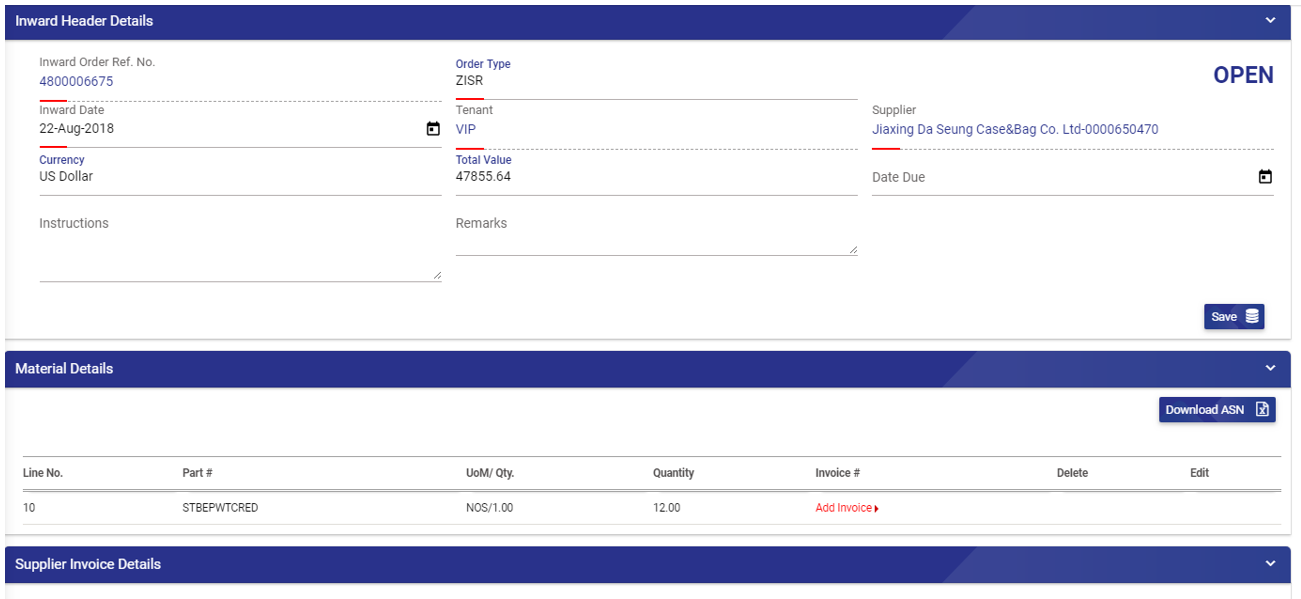 Inward Header Details
Inward Order Ref. No.
4800006675
Order Type
ZISR
OPEN
Inward Date
22-Aug-2018
Tenant
VIP
Supplier
Jiaxing Da Seung Case&Bag Co. Ltd-0000650470
Currency
US Dollar
Total Value
47855.64
Date Due
Instructions
Remarks
Save
Material Details
Download ASN
Line No. Part # UoM/ Qty. Quantity Invoice # Delete Edit
10 STBEPWTCRED NOS/1.00 12.00 Add Invoice
Supplier Invoice Details